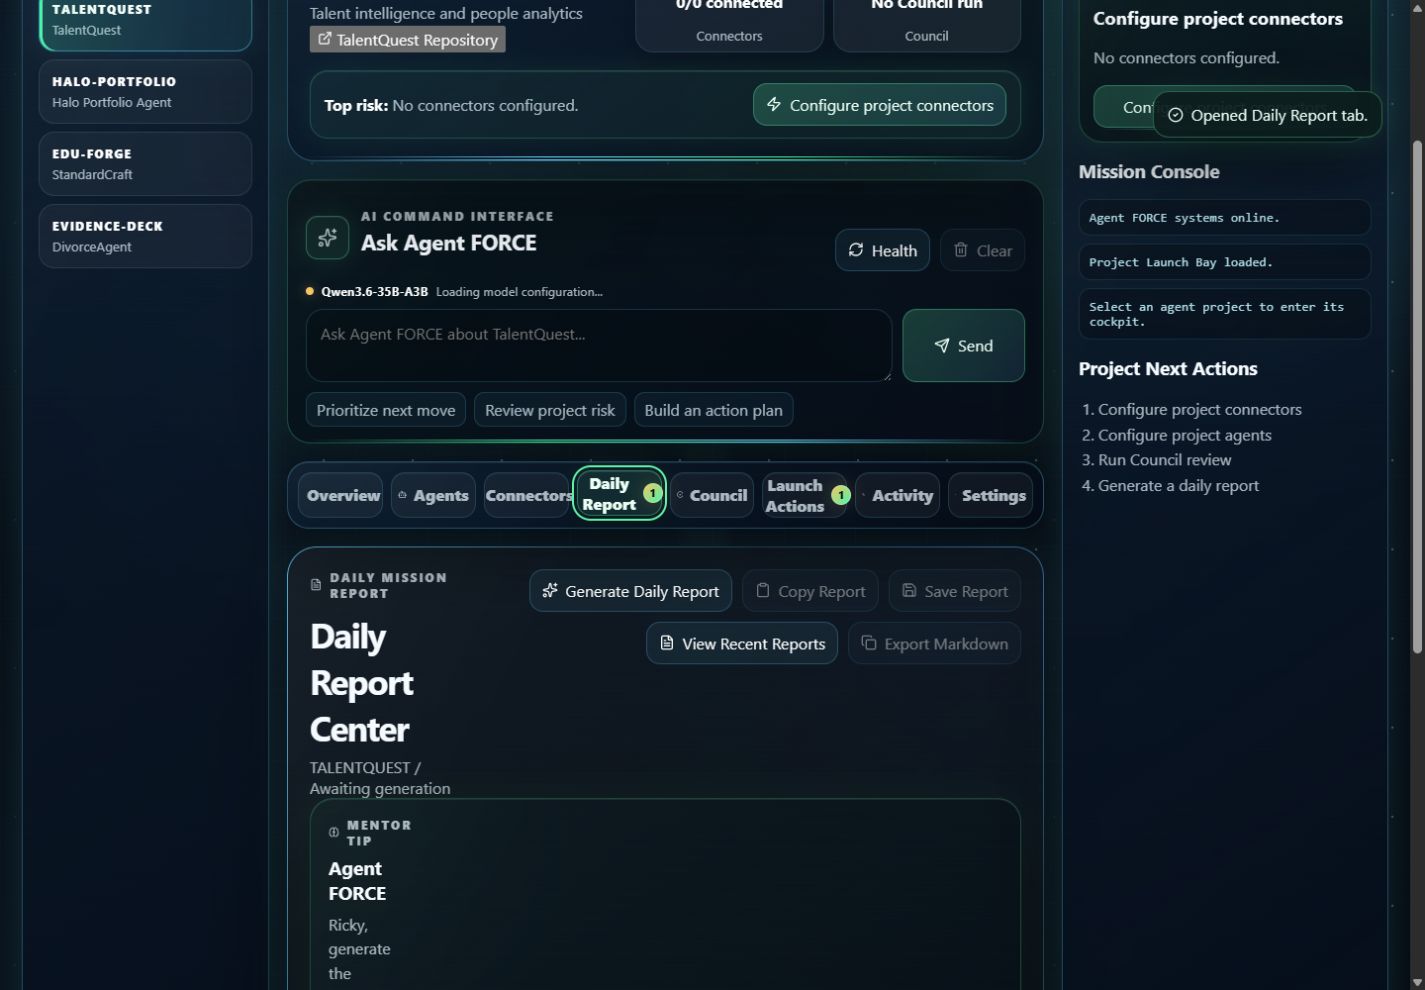 TALENTQUEST
TalentQuest
HALO-PORTFOLIO
Halo Portfolio Agent
EDU-FORGE
StandardCraft
EVIDENCE-DECK
DivorceAgent
Talent intelligence and people analytics
TalentQuest Repository
0/0 connected
Connectors
No Council run
Council
Top risk: No connectors configured.
Configure project connectors
AI COMMAND INTERFACE
Ask Agent FORCE
Health
Clear
Qwen3.6-35B-A3B Loading model configuration...
Ask Agent FORCE about TalentQuest...
Send
Prioritize next move
Review project risk
Build an action plan
Overview
Agents
Connectors
Daily
Report
1
Council
Launch
Actions
1
Activity
Settings
DAILY MISSION
REPORT
Generate Daily Report
Copy Report
Save Report
View Recent Reports
Export Markdown
Daily
Report
Center
TALENTQUEST /
Awaiting generation
MENTOR
TIP
Agent
FORCE
Ricky,
generate
the
Configure project connectors
No connectors configured.
Opened Daily Report tab.
Mission Console
Agent FORCE systems online.
Project Launch Bay loaded.
Select an agent project to enter its
cockpit.
Project Next Actions
1. Configure project connectors
2. Configure project agents
3. Run Council review
4. Generate a daily report